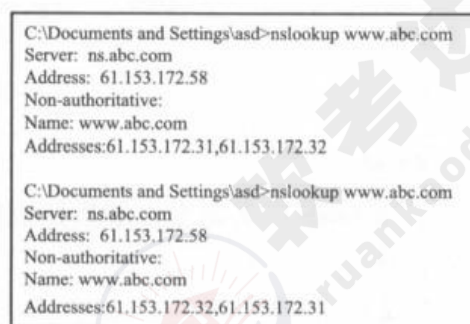 C:\Documents and Settings\asd>nslookup www.abc.com
Server: ns.abc.com
Address: 61.153.172.58
Non-authoritative:
Name: www.abc.com
Addresses:61.153.172.31,61.153.172.32
C:\Documents and Settings\asd>nslookup www.abc.com
Server: ns.abc.com
Address: 61.153.172.58
Non-authoritative:
Name: www.abc.com
Addresses:61.153.172.32,61.153.172.31
软考达